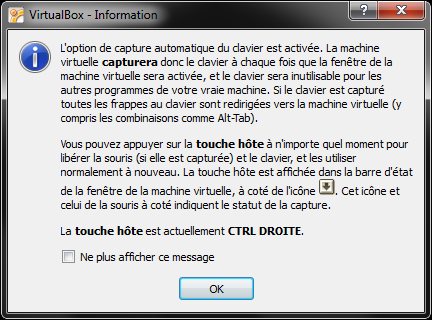 VirtualBox - Information
L'option de capture automatique du clavier est activée. La machine
virtuelle capturera donc le clavier à chaque fois que la fenêtre de la
machine virtuelle sera activée, et le clavier sera inutilisable pour les
autres programmes de votre vraie machine. Si le clavier est capturé
toutes les frappes au clavier sont redirigées vers la machine virtuelle (y
compris les combinaisons comme Alt-Tab).
Vous pouvez appuyer sur la touche hôte à n'importe quel moment pour
libérer la souris (si elle est capturée) et le clavier, et les utiliser
normalement à nouveau. La touche hôte est affichée dans la barre d'état
de la fenêtre de la machine virtuelle, à coté de l'icône . Cet icône et
celui de la souris à coté indiquent le statut de la capture.
La touche hôte est actuellement CTRL DROITE.
Ne plus afficher ce message
OK